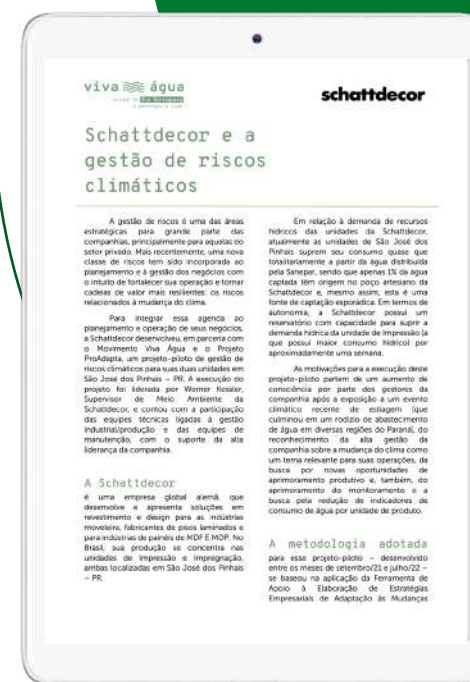 viva água
schattdecor
Schattdecor e a
gestão de riscos
climáticos
A gestão de riscos é uma das áreas
estratégicas para grande parte das
companhias, principalmente para aquelas do
setor privado. Mais recentemente, uma nova
classe de riscos tem sido incorporada ao
planejamento e à gestão dos negócios com
o intuito de fortalecer sua operação e tornar
cadeias de valor mais resilientes: os riscos
relacionados à mudança do clima.
Para integrar essa agenda ao
planejamento e operação de seus negócios,
a Schattdecor desenvolveu, em parceria com
o Movimento Viva Água e o Projeto
ProAdapta, um projeto-piloto de gestão de
riscos climáticos para suas duas unidades em
São José dos Pinhais – PR. A execução do
projeto foi liderada por Werner Kessler,
Supervisor de Meio Ambiente da
Schattdecor, e contou com a participação
das equipes técnicas ligadas à gestão
industrial/produção e das equipes de
manutenção, com o suporte da alta
liderança da companhia.
A Schattdecor
é uma empresa global alemã, que
desenvolve e apresenta soluções em
revestimento e design para as indústrias
moveleira, fabricantes de pisos laminados e
para indústrias de painéis de MDF E MDP. No
Brasil, sua produção se concentra nas
unidades de Impressão e Impregnação,
ambas localizadas em São José dos Pinhais
– PR.
Em relação à demanda de recursos
hídricos das unidades da Schattdecor,
atualmente as unidades de São José dos
Pinhais suprem seu consumo quase que
totalitariamente a partir da água distribuída
pela Sanepar, sendo que apenas 1% da água
captada têm origem no poço artesiano da
Schattdecor e, mesmo assim, esta é uma
fonte de captação esporádica. Em termos de
autonomia, a Schattdecor possui um
reservatório com capacidade para suprir a
demanda hídrica da unidade de Impressão (a
que possui maior consumo hídrico) por
aproximadamente uma semana.
As motivações para a execução deste
projeto-piloto partem de um aumento de
consciência por parte dos gestores da
companhia após a exposição a um evento
climático recente de estiagem (que
culminou em um rodízio de abastecimento
de água em diversas regiões do Paraná), do
reconhecimento da alta gestão da
companhia sobre a mudança do clima como
um tema relevante para suas operações, da
busca por novas oportunidades de
aprimoramento produtivo e, também, do
aprimoramento do monitoramento e a
busca pela redução de indicadores de
consumo de água por unidade de produto.
A metodologia adotada
para esse projeto-piloto – desenvolvido
entre os meses de setembro/21 e julho/22 –
se baseou na aplicação da Ferramenta de
Apoio à Elaboração de Estratégias
Empresariais de Adaptação às Mudanças